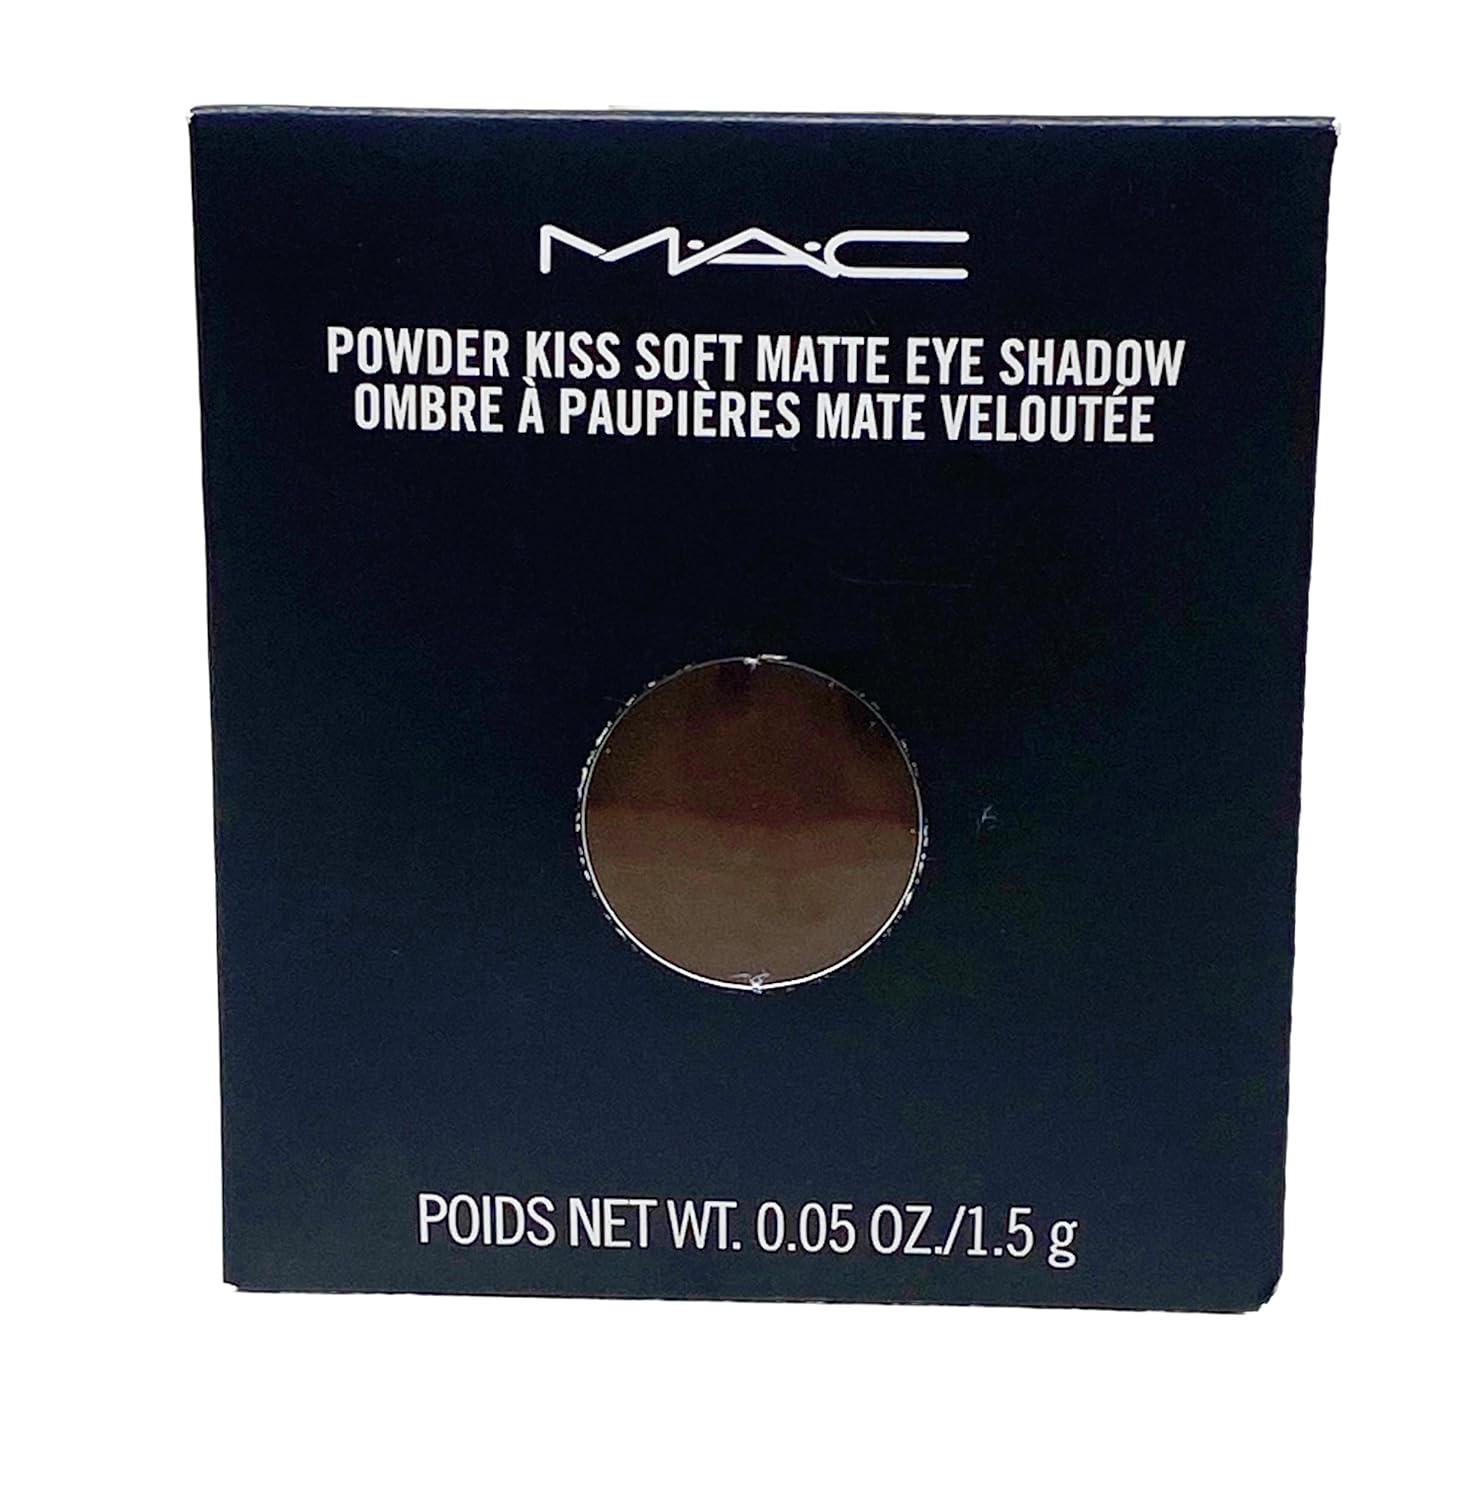 M·A·C
POWDER KISS SOFT MATTE EYE SHADOW
OMBRE À PAUPIÈRES MATE VELOUTÉE
POIDS NET WT. 0.05 OZ./1.5 g